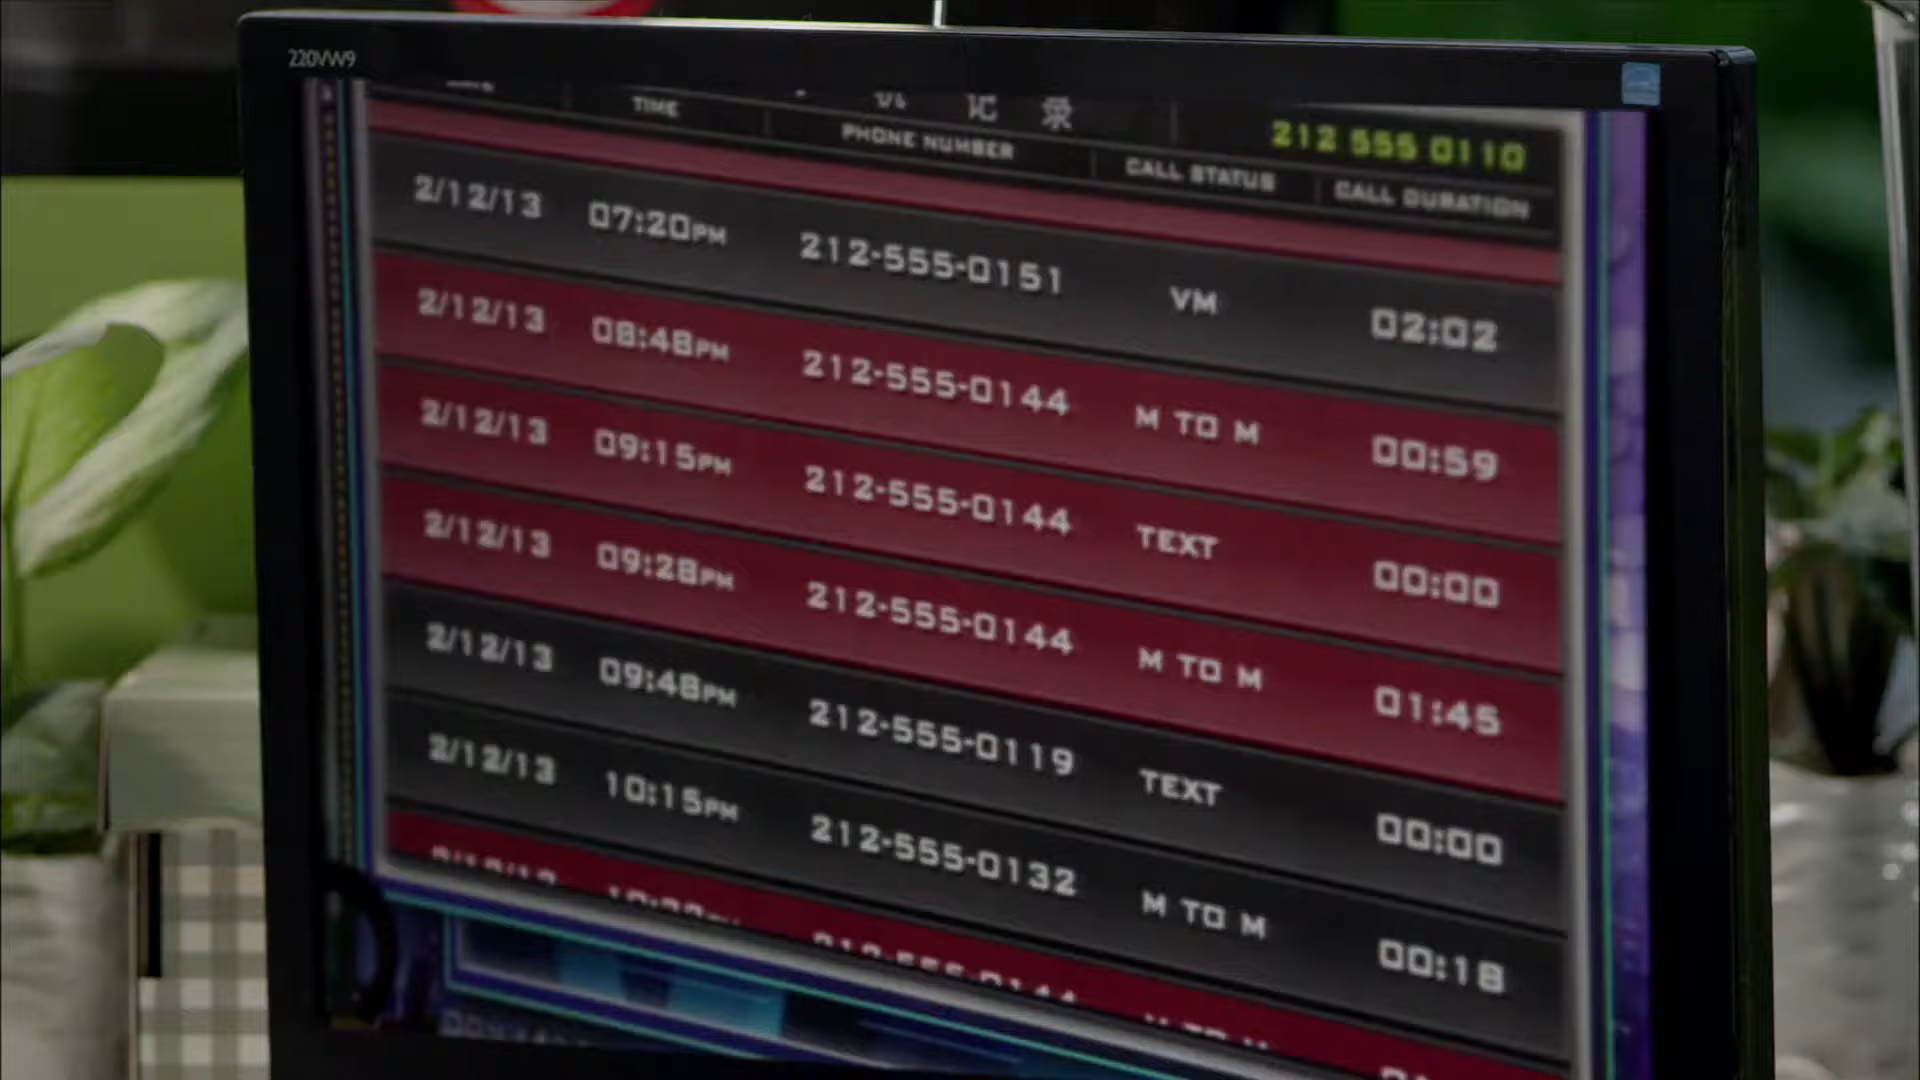 220VW9
记 录
212 555 0110
TIME PHONE NUMBER CALL STATUS CALL DURATION
2/12/13 07:20PM 212-555-0151 VM 02:02
2/12/13 08:48PM 212-555-0144 M TO M 00:59
2/12/13 09:15PM 212-555-0144 TEXT 00:00
2/12/13 09:28PM 212-555-0144 M TO M 01:45
2/12/13 09:48PM 212-555-0119 TEXT 00:00
2/12/13 10:15PM 212-555-0132 M TO M 00:18